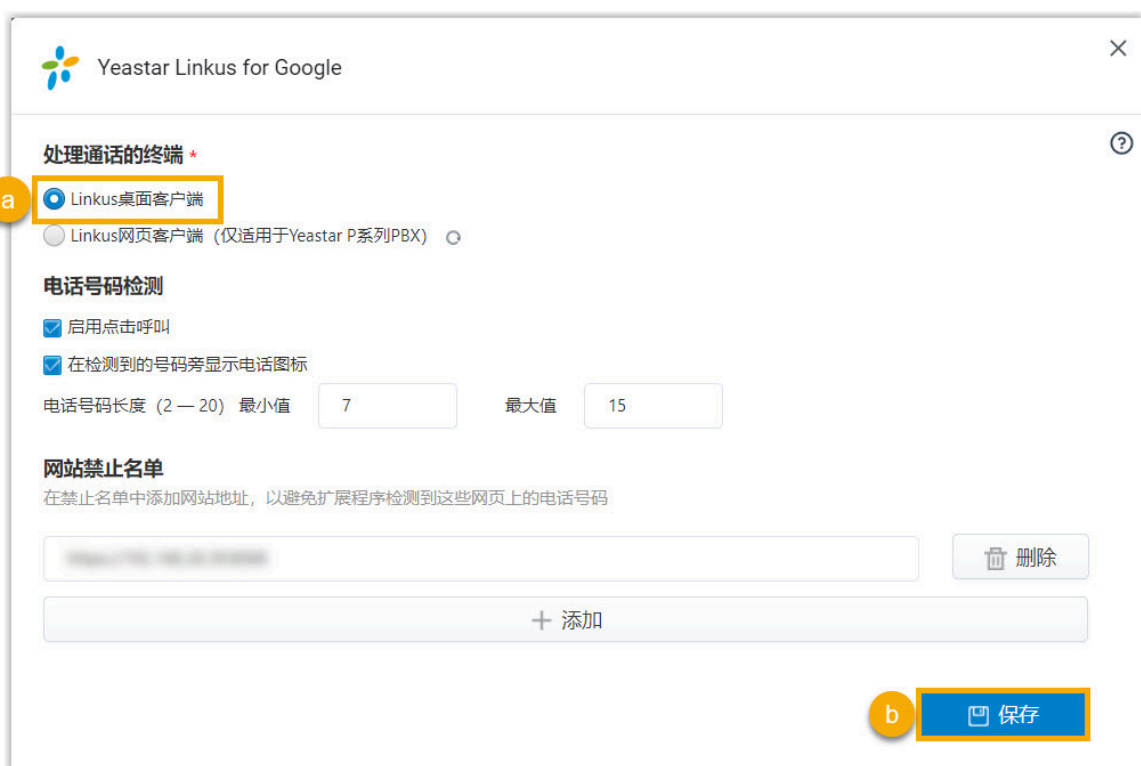 Yeastar Linkus for Google
处理通话的终端 *
a
Linkus桌面客户端
Linkus网页客户端（仅适用于Yeastar P系列PBX）
电话号码检测
启用点击呼叫
在检测到的号码旁显示电话图标
电话号码长度（2 — 20） 最小值 7 最大值 15
网站禁止名单
在禁止名单中添加网站地址，以避免扩展程序检测到这些网页上的电话号码
删除
添加
b 保存